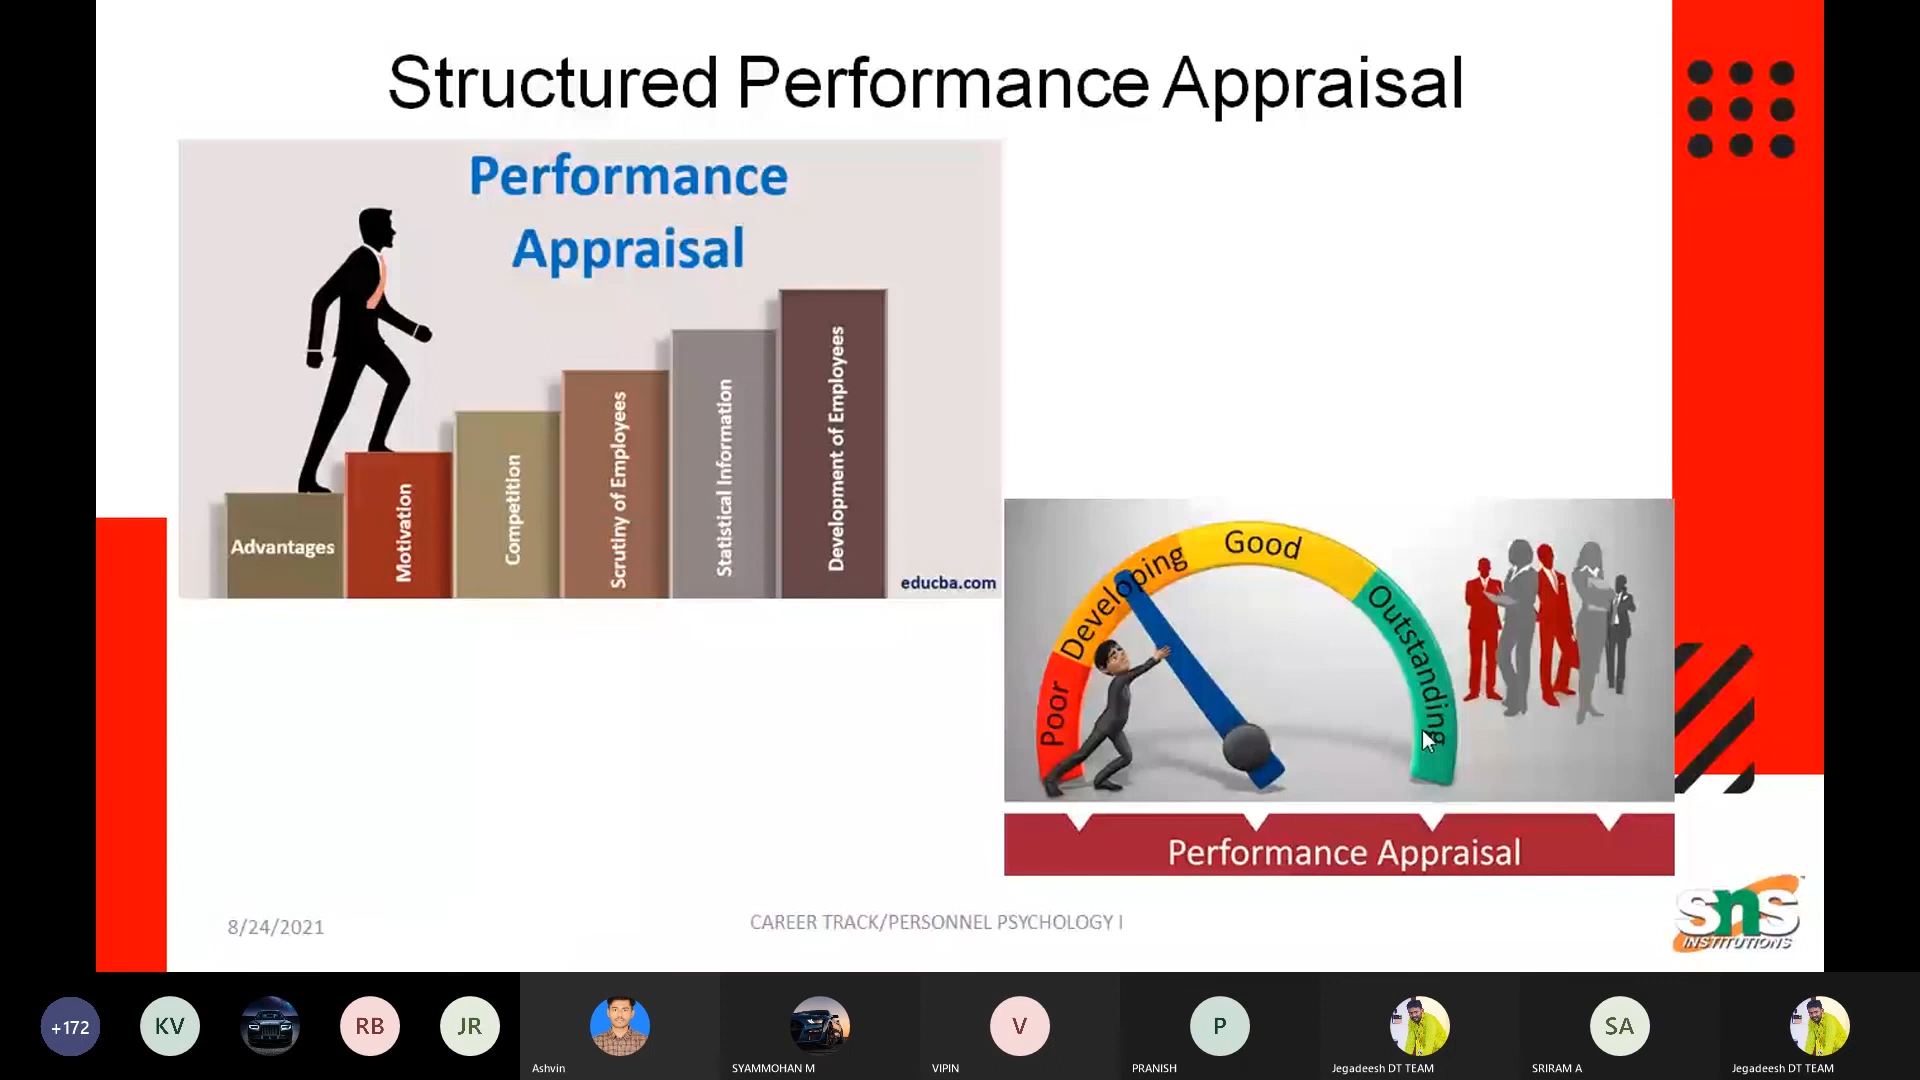 Structured Performance Appraisal
Performance
Appraisal
Advantages
Motivation
Competition
Scrutiny of Employees
Statistical Information
Development of Employees
educba.com
Poor
Developing
Good
Outstanding
Performance Appraisal
8/24/2021
CAREER TRACK/PERSONNEL PSYCHOLOGY I
sns
INSTITUTIONS
+172
KV
RB
JR
V
P
SA
Ashvin
SYAMMOHAN M
VIPIN
PRANISH
Jegadeesh DT TEAM
SRIRAM A
Jegadeesh DT TEAM